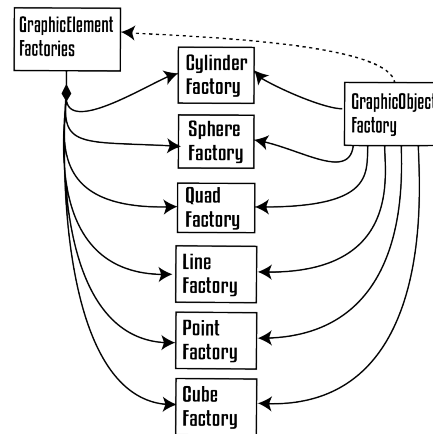 GraphicElement
Factories
Cylinder
Factory
GraphicObject
Factory
Sphere
Factory
Quad
Factory
Line
Factory
Point
Factory
Cube
Factory